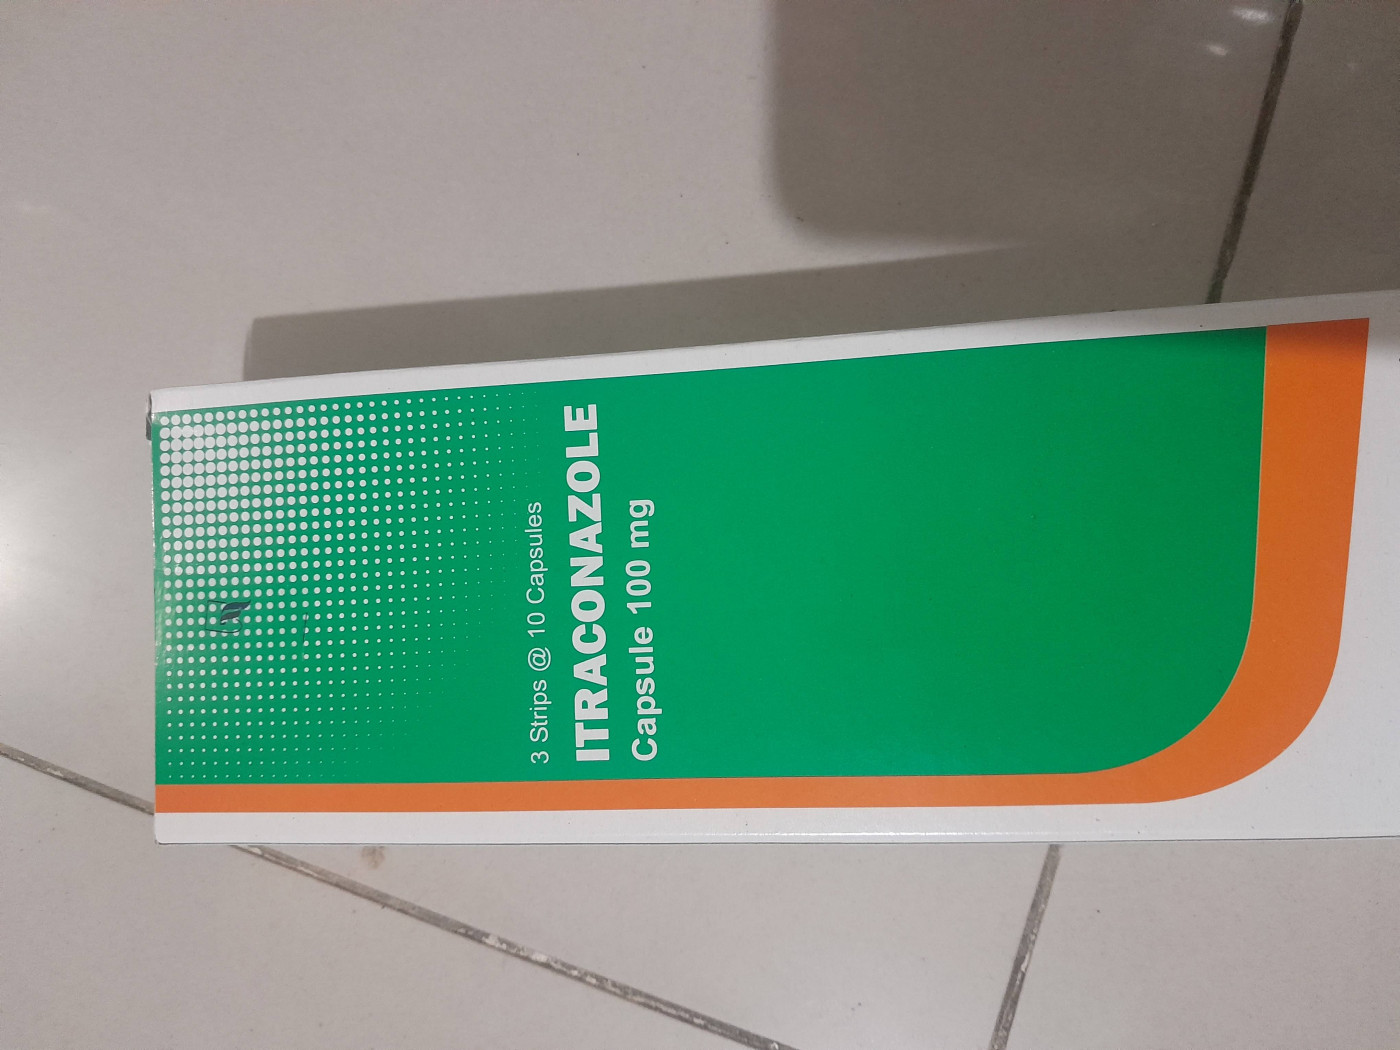 3 Strips @ 10 Capsules
ITRACONAZOLE
Capsule 100 mg